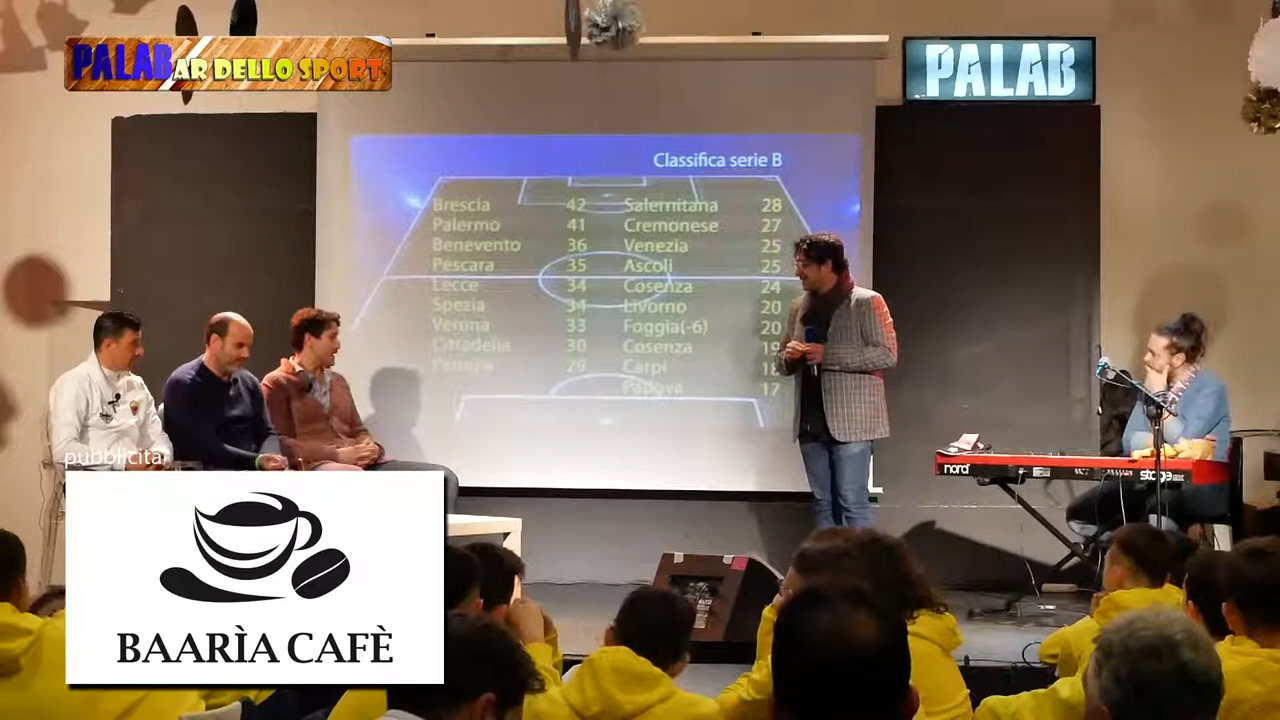 PALABAR DELLO SPORT
PALAB
Classifica serie B
Brescia 42 Salernitana 28
Palermo 41 Cremonese 27
Benevento 36 Venezia 25
Pescara 35 Ascoli 25
Lecce 34 Cosenza 24
Spezia 34 Livorno 20
Verona 33 Foggia(-6) 20
Cittadella 30 Cosenza 19
Perugia 29 Carpi 18
Padova 17
nord
stage
pubblicità
BAARÌA CAFÈ